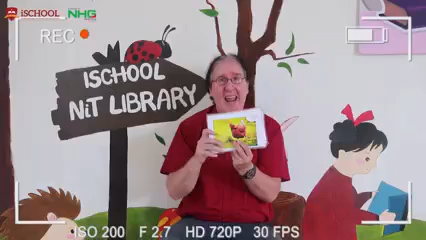 iSCHOOL NHG
REC
ISCHOOL
NiT LIBRARY
ISO 200 F 2.7 HD 720P 30 FPS